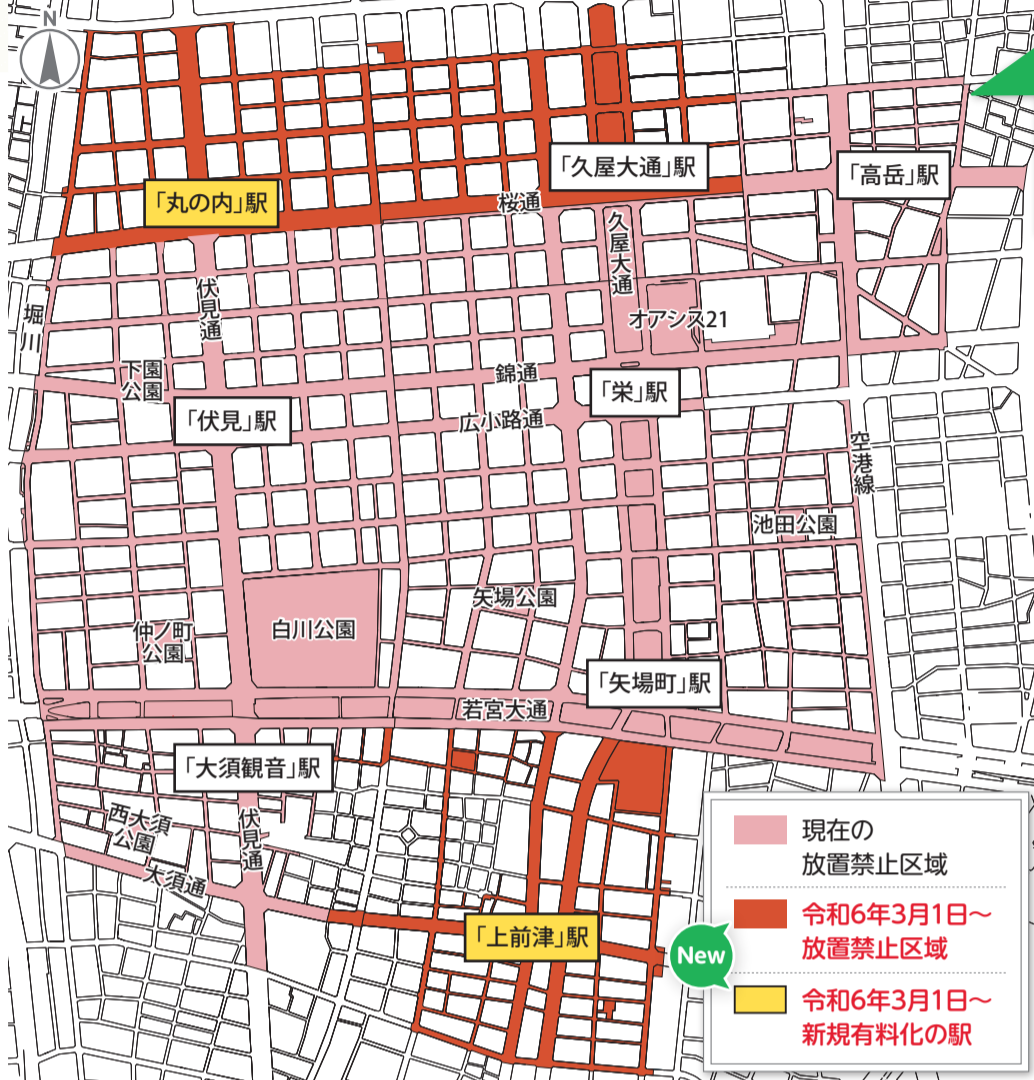 N
「久屋大通」駅
「高岳」駅
「丸の内」駅
桜通
久屋大通
伏見通
堀川
オアシス21
下園
公園
錦通
「栄」駅
「伏見」駅
広小路通
空港線
池田公園
矢場公園
仲ノ町
公園
白川公園
「矢場町」駅
若宮大通
「大須観音」駅
西大須
公園
伏見通
大須通
「上前津」駅
現在の
放置禁止区域
令和6年3月1日～
放置禁止区域
New
令和6年3月1日～
新規有料化の駅